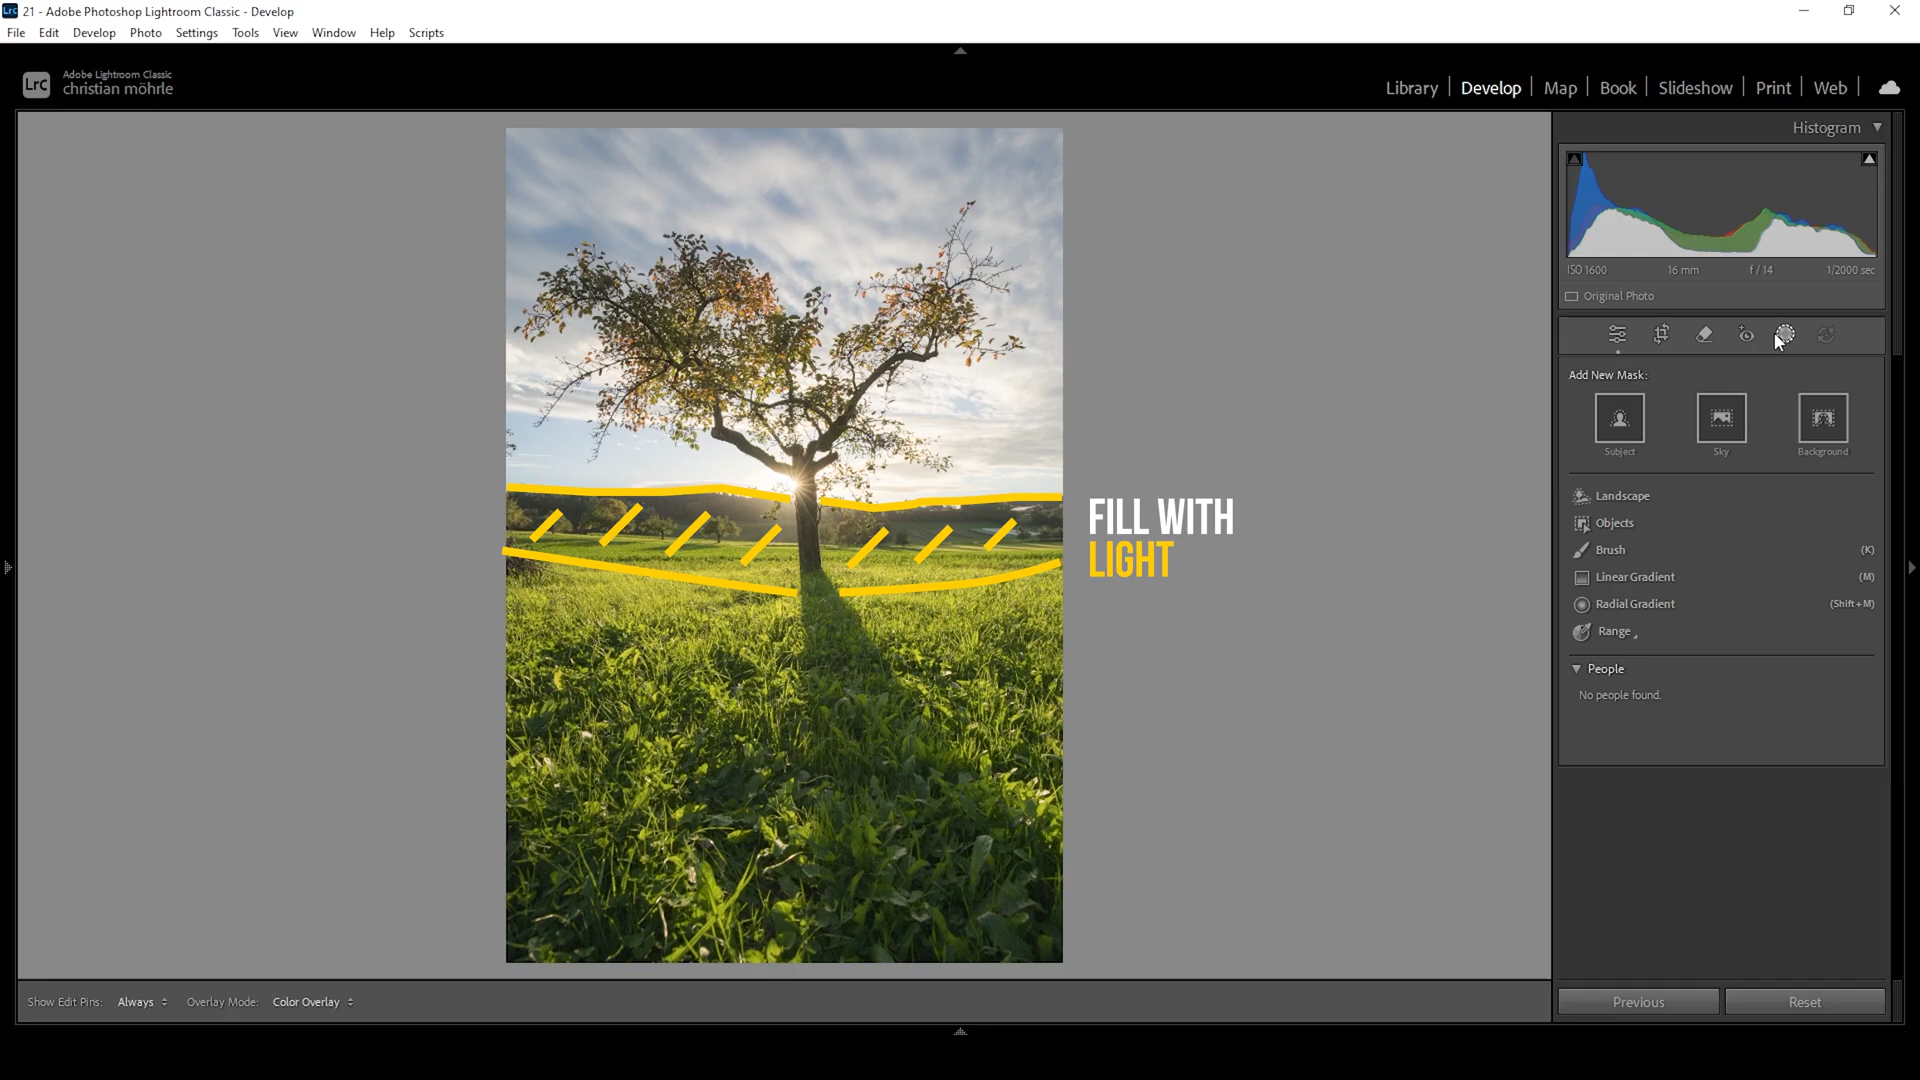 Lrc 21 - Adobe Photoshop Lightroom Classic - Develop
File Edit Develop Photo Settings Tools View Window Help Scripts
LrC
Adobe Lightroom Classic
christian möhrle
Library Develop Map Book Slideshow Print Web
Histogram
ISO 1600 16 mm f / 14 1/2000 sec
Original Photo
Add New Mask:
Subject Sky Background
Landscape
Objects
Brush (K)
Linear Gradient (M)
Radial Gradient (Shift+M)
Range
People
No people found.
FILL WITH
LIGHT
Show Edit Pins: Always Overlay Mode: Color Overlay
Previous Reset